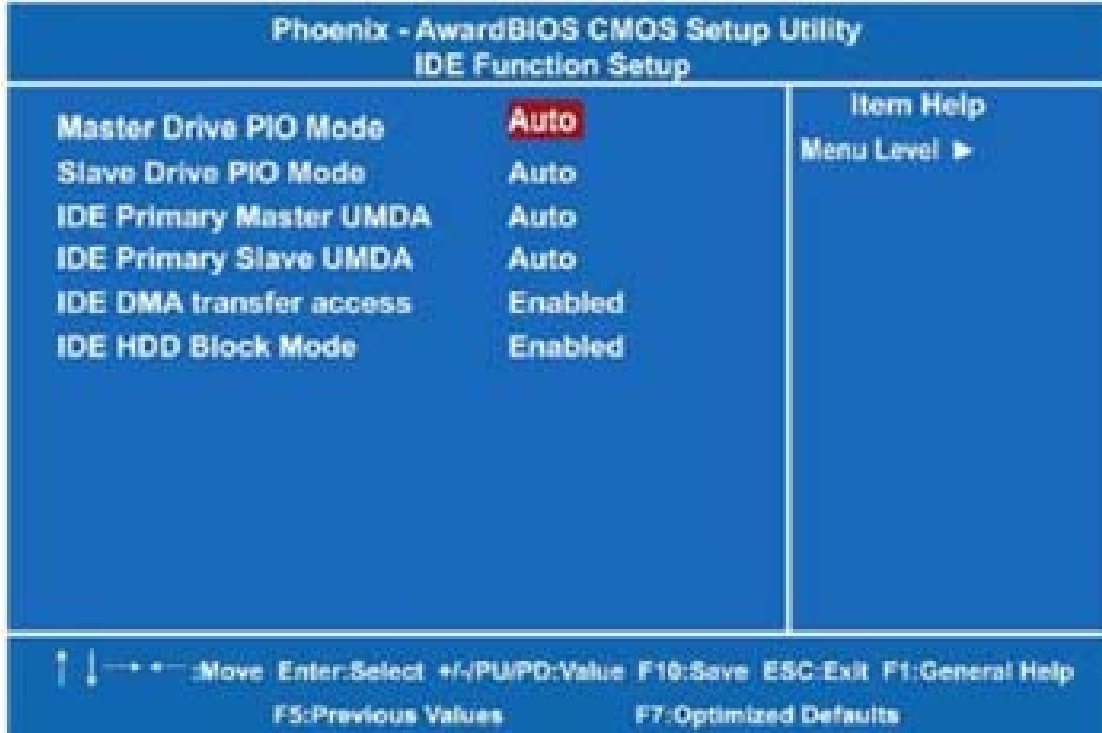 Phoenix - AwardBIOS CMOS Setup Utility
IDE Function Setup
Master Drive PIO Mode Auto
Slave Drive PIO Mode Auto
IDE Primary Master UMDA Auto
IDE Primary Slave UMDA Auto
IDE DMA transfer access Enabled
IDE HDD Block Mode Enabled
Item Help
Menu Level ▶
↑ ↓ → ← :Move Enter:Select +/-/PU/PD:Value F10:Save ESC:Exit F1:General Help
F5:Previous Values F7:Optimized Defaults